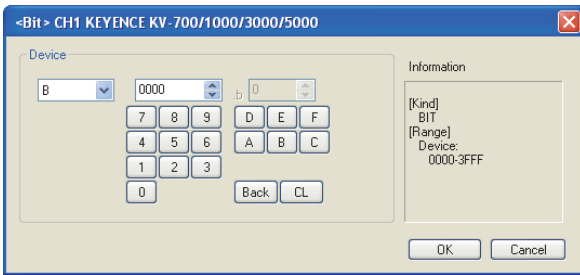 <Bit> CH1 KEYENCE KV-700/1000/3000/5000
Device
B 0000 .b 0
7 8 9 D E F
4 5 6 A B C
1 2 3
0 Back CL
Information
[Kind]
BIT
[Range]
Device:
0000-3FFF
OK Cancel